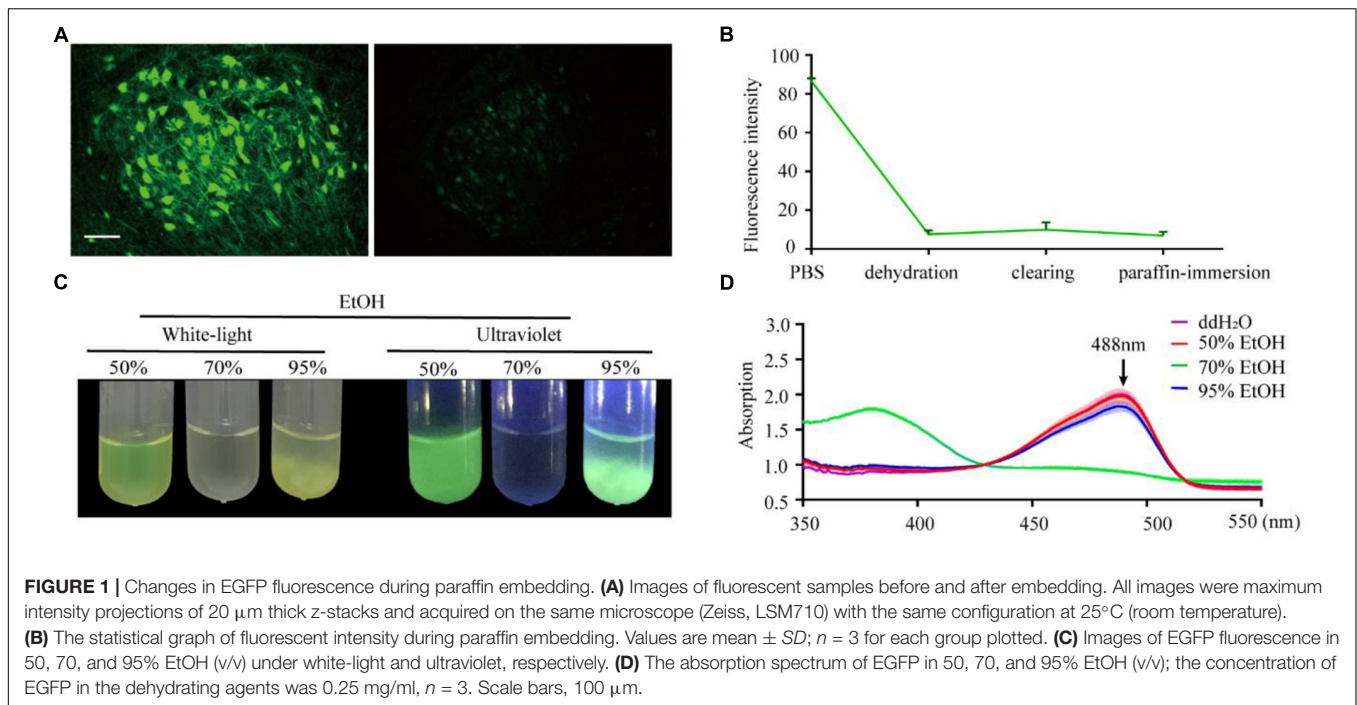 A
B
Fluorescence intensity
100
80
60
40
20
0
PBS dehydration clearing paraffin-immersion
C
EtOH
White-light Ultraviolet
50% 70% 95% 50% 70% 95%
D
Absorption
3.0
2.5
2.0
1.5
1.0
0.5
488nm
ddH₂O
50% EtOH
70% EtOH
95% EtOH
350 400 450 500 550 (nm)
FIGURE 1 | Changes in EGFP fluorescence during paraffin embedding. (A) Images of fluorescent samples before and after embedding. All images were maximum
intensity projections of 20 μm thick z-stacks and acquired on the same microscope (Zeiss, LSM710) with the same configuration at 25°C (room temperature).
(B) The statistical graph of fluorescent intensity during paraffin embedding. Values are mean ± SD; n = 3 for each group plotted. (C) Images of EGFP fluorescence in
50, 70, and 95% EtOH (v/v) under white-light and ultraviolet, respectively. (D) The absorption spectrum of EGFP in 50, 70, and 95% EtOH (v/v); the concentration of
EGFP in the dehydrating agents was 0.25 mg/ml, n = 3. Scale bars, 100 μm.